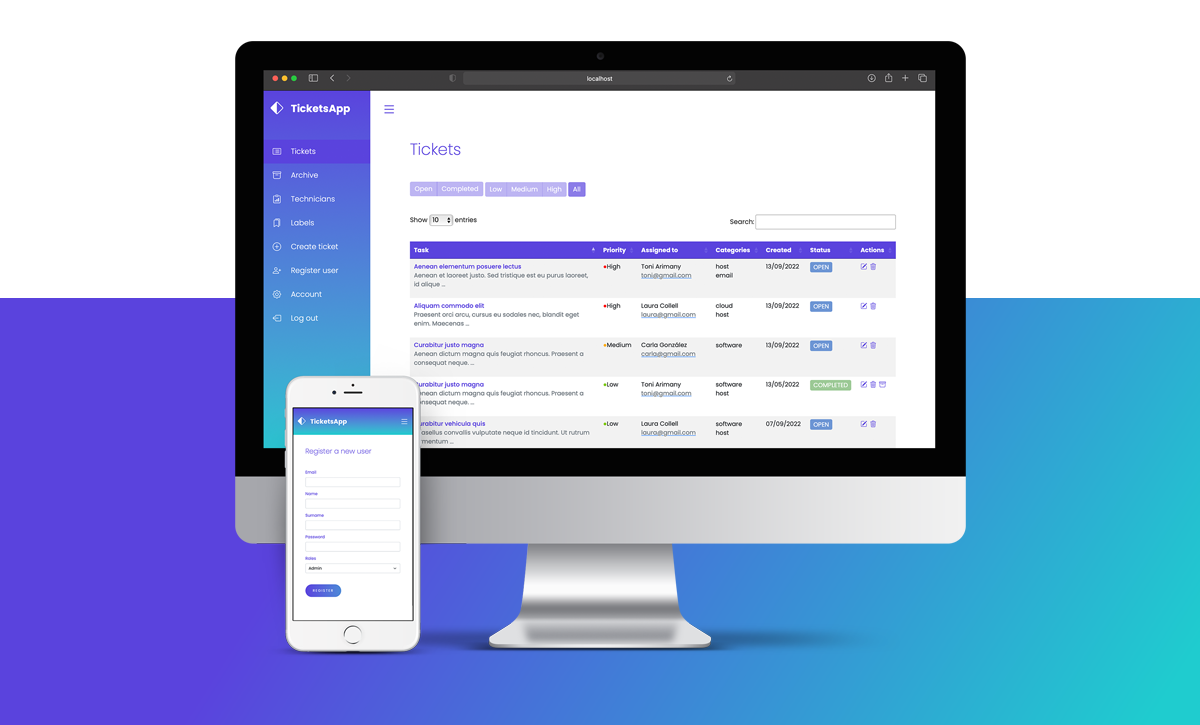 localhost
TicketsApp
Tickets
Archive
Technicians
Labels
Create ticket
Register user
Account
Log out
Tickets
Open Completed Low Medium High All
Show 10 entries
Search:
Task Priority Assigned to Categories Created Status Actions
Aenean elementum posuere lectus High Toni Arimany host 13/09/2022 OPEN
Aenean et laoreet justo. Sed tristique est eu purus laoreet, toni@gmail.com email
id alique ...
Aliquam commodo elit High Laura Collell cloud 13/09/2022 OPEN
Praesent orci arcu, cursus eu sodales nec, blandit eget laura@gmail.com host
enim. Maecenas ...
Curabitur justo magna Medium Carla González software 13/09/2022 OPEN
Aenean dictum magna quis feugiat rhoncus. Praesent a carla@gmail.com
consequat neque. ...
urabitur justo magna Low Toni Arimany software 13/05/2022 COMPLETED
enean dictum magna quis feugiat rhoncus. Praesent a toni@gmail.com host
nsequat neque. ...
urabitur vehicula quis Low Laura Collell software 07/09/2022 OPEN
asellus convallis vulputate neque id tincidunt. Ut rutrum laura@gmail.com host
mentum ...
TicketsApp
Register a new user
Email
Name
Surname
Password
Roles
Admin
REGISTER